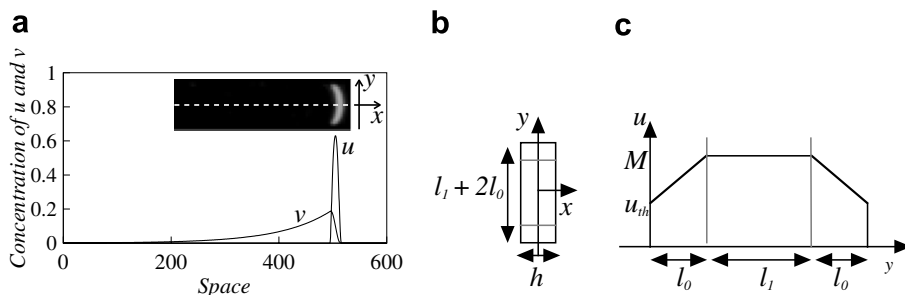 a
Concentration of u and v
1
0.8
0.6
0.4
0.2
0
0
200
400
600
Space
y
x
u
v
b
y
x
l₁ + 2l₀
h
c
u
M
uₜₕ
l₀
l₁
l₀
y